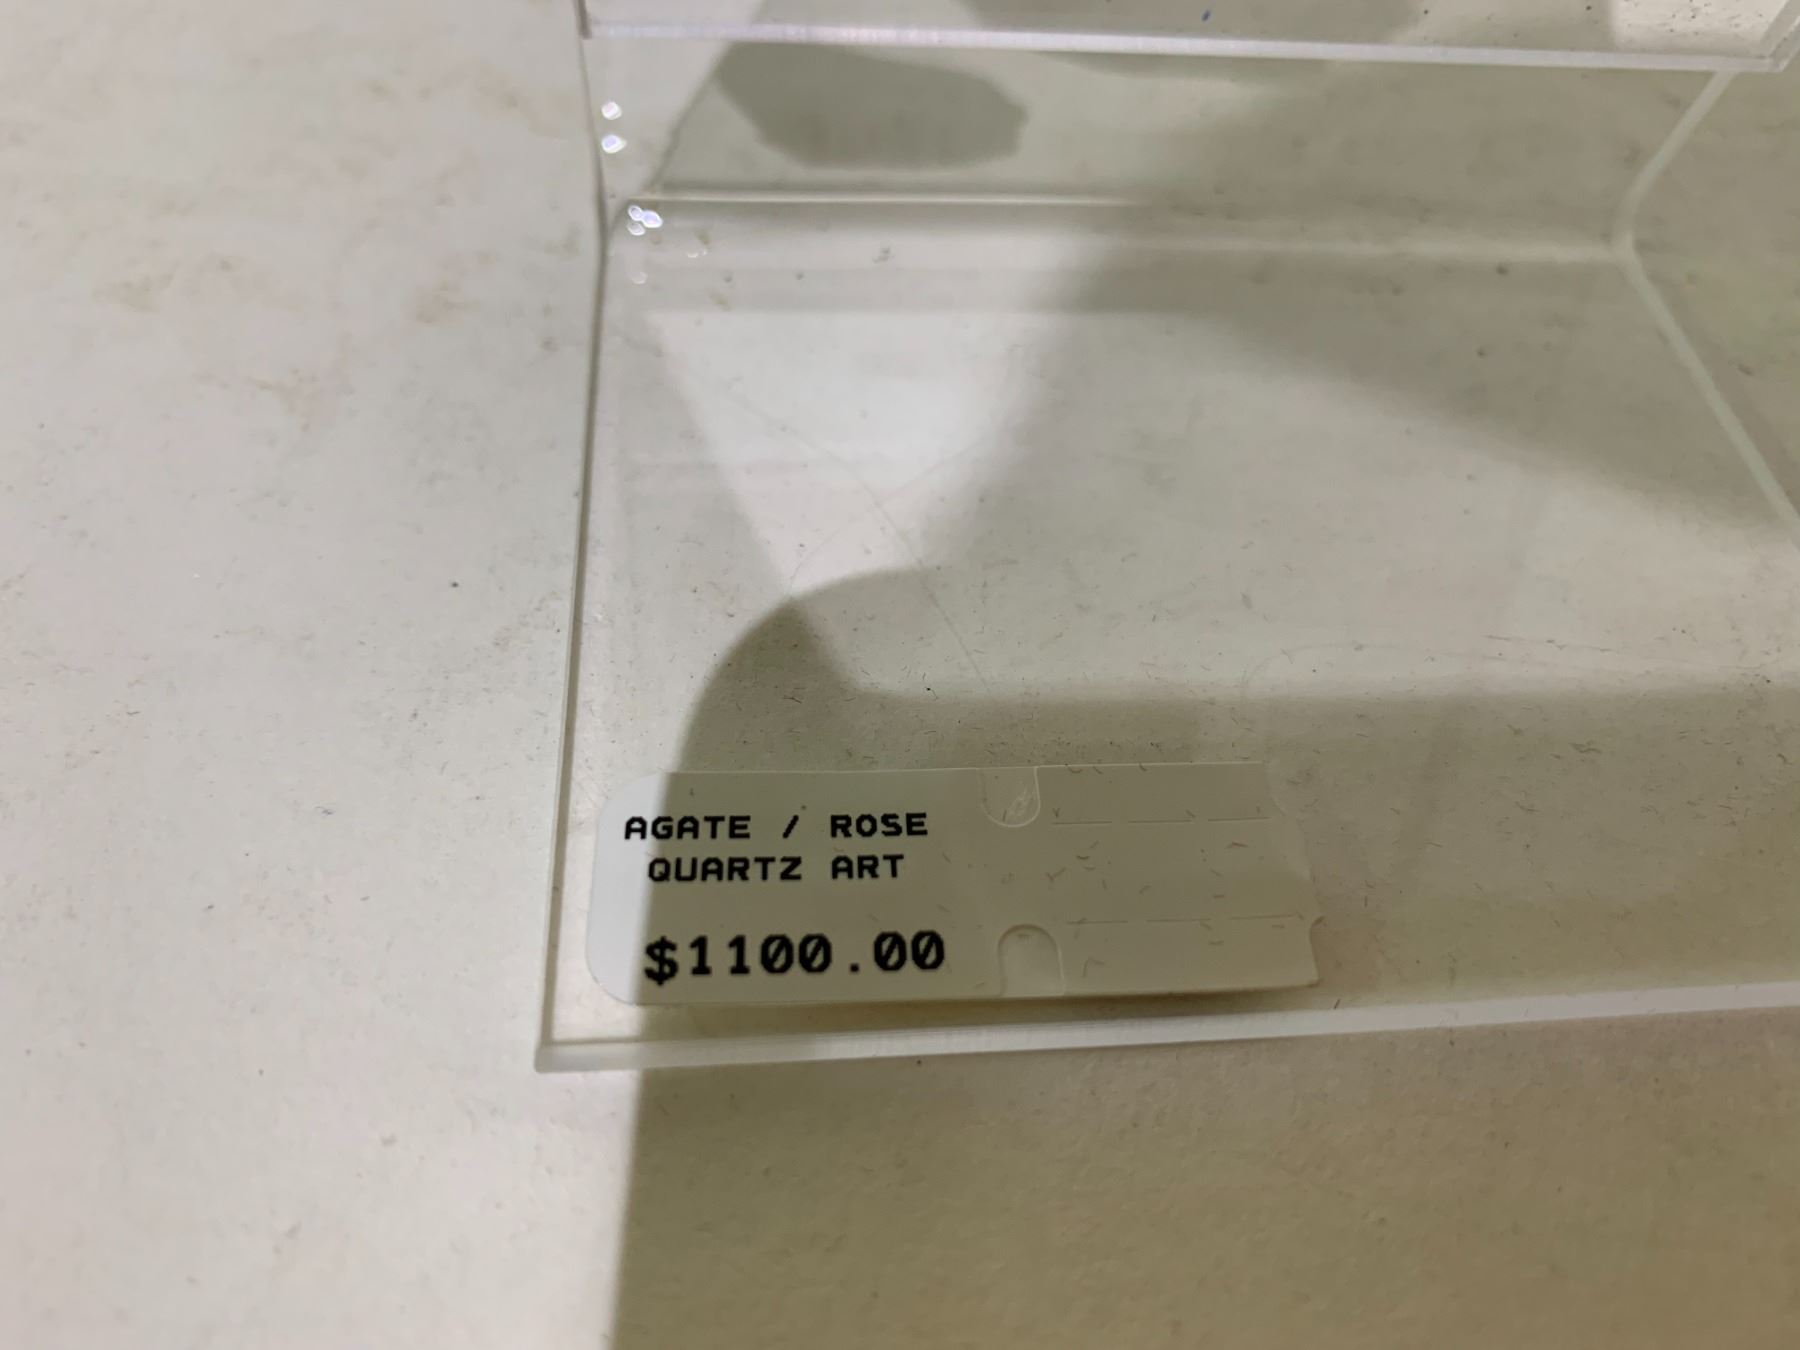 AGATE / ROSE
QUARTZ ART
$1100.00